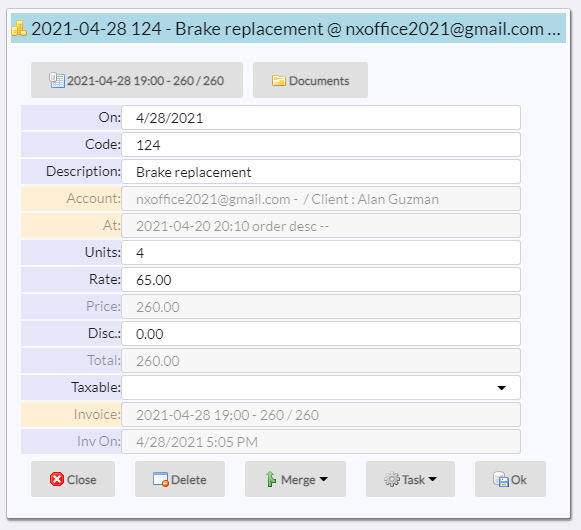 2021-04-28 124 - Brake replacement @ nxoffice2021@gmail.com ...
2021-04-28 19:00 - 260 / 260 Documents
On: 4/28/2021
Code: 124
Description: Brake replacement
Account: nxoffice2021@gmail.com - / Client : Alan Guzman
At: 2021-04-20 20:10 order desc --
Units: 4
Rate: 65.00
Price: 260.00
Disc.: 0.00
Total: 260.00
Taxable:
Invoice: 2021-04-28 19:00 - 260 / 260
Inv On: 4/28/2021 5:05 PM
Close Delete Merge Task Ok